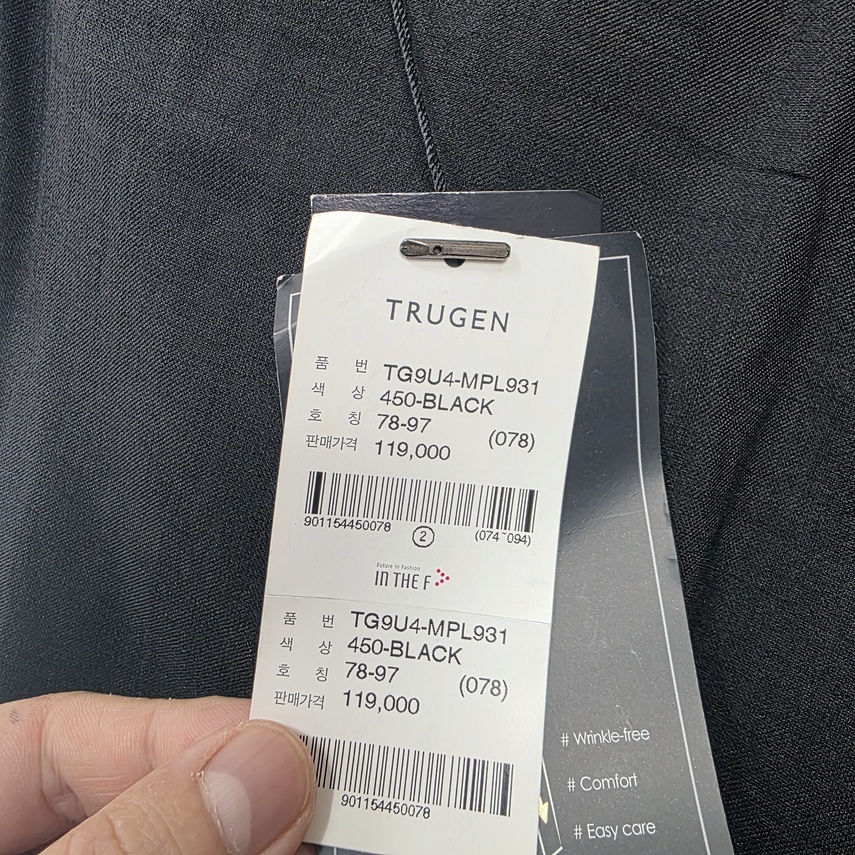 TRUGEN
품 번 TG9U4-MPL931
색 상 450-BLACK
호 칭 78-97 (078)
판매가격 119,000
901154450078
2 (074~094)
Future In Fashion
IN THE F
품 번 TG9U4-MPL931
색 상 450-BLACK
호 칭 78-97 (078)
판매가격 119,000
901154450078
# Wrinkle-free
# Comfort
# Easy care